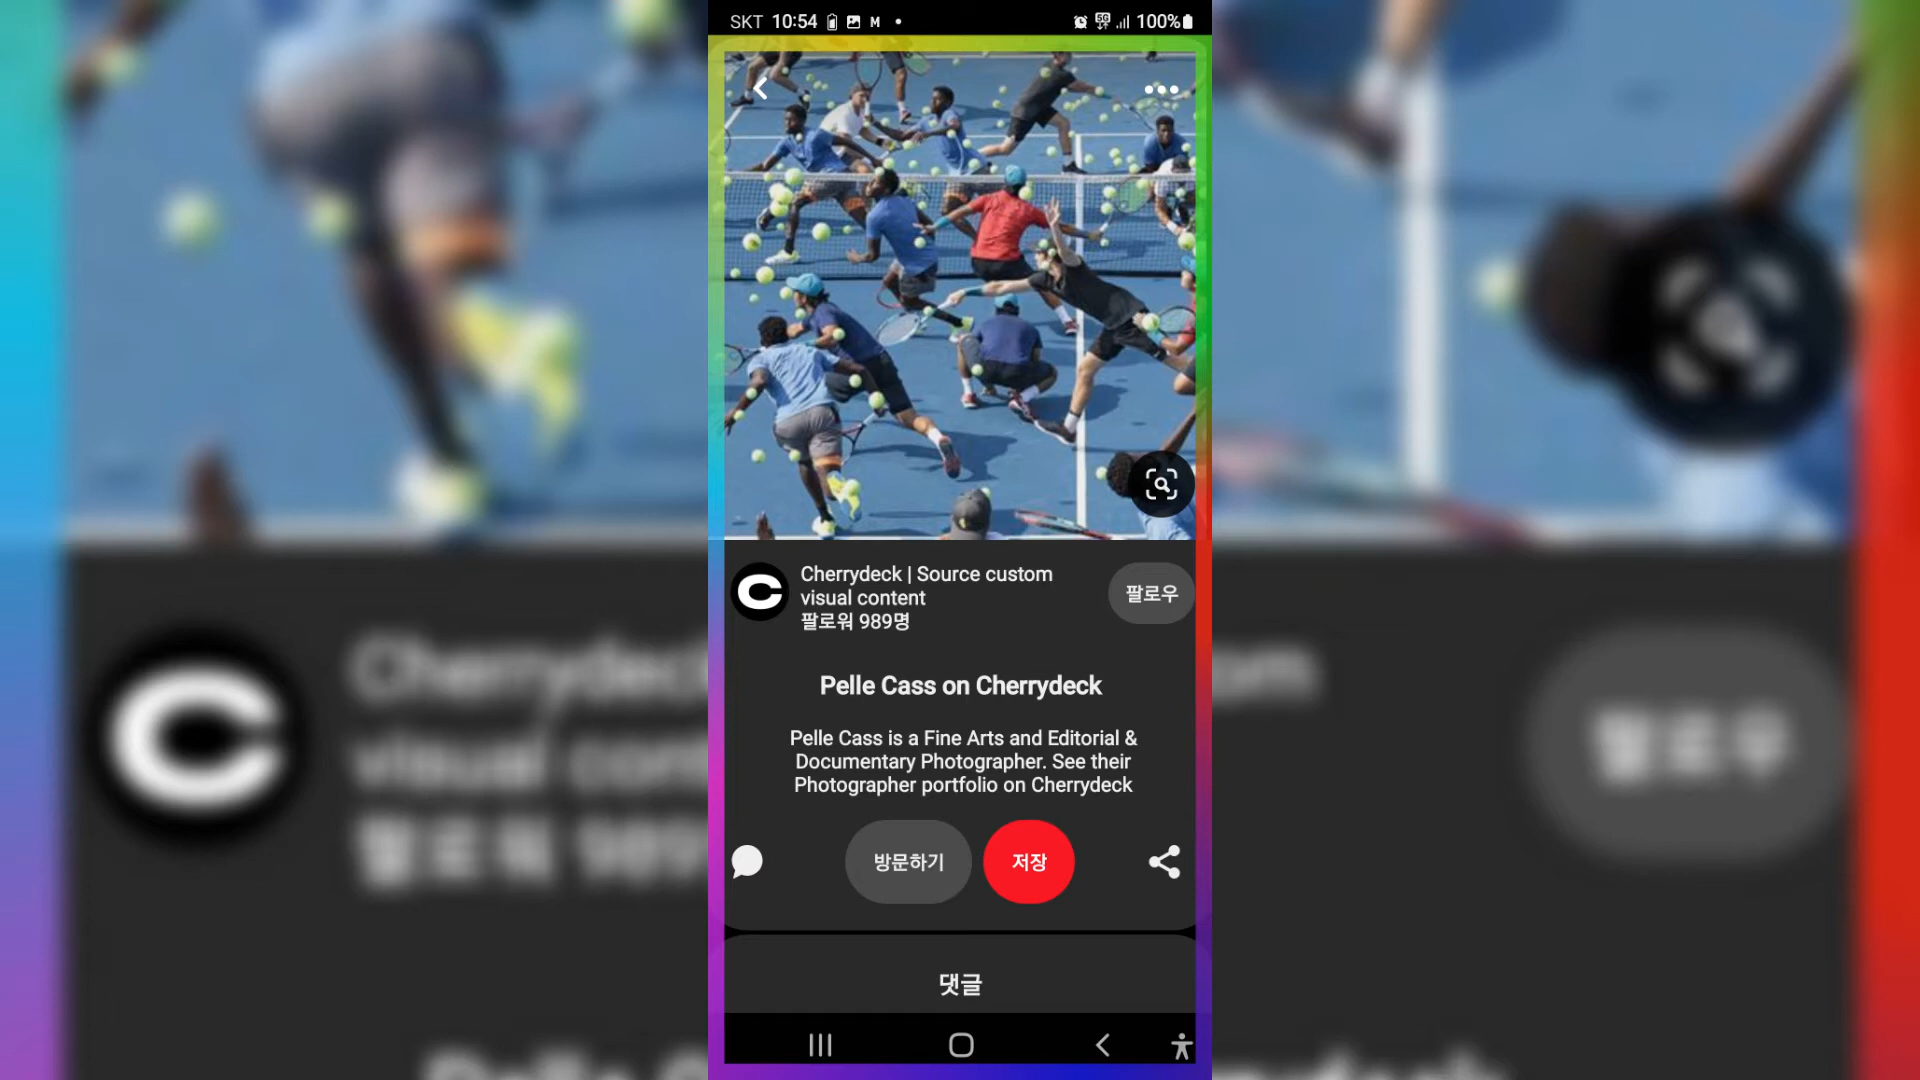 SKT 10:54 M 5G 100%
Cherrydeck | Source custom
visual content
팔로워 989명
팔로우
Pelle Cass on Cherrydeck
Pelle Cass is a Fine Arts and Editorial &
Documentary Photographer. See their
Photographer portfolio on Cherrydeck
방문하기
저장
댓글